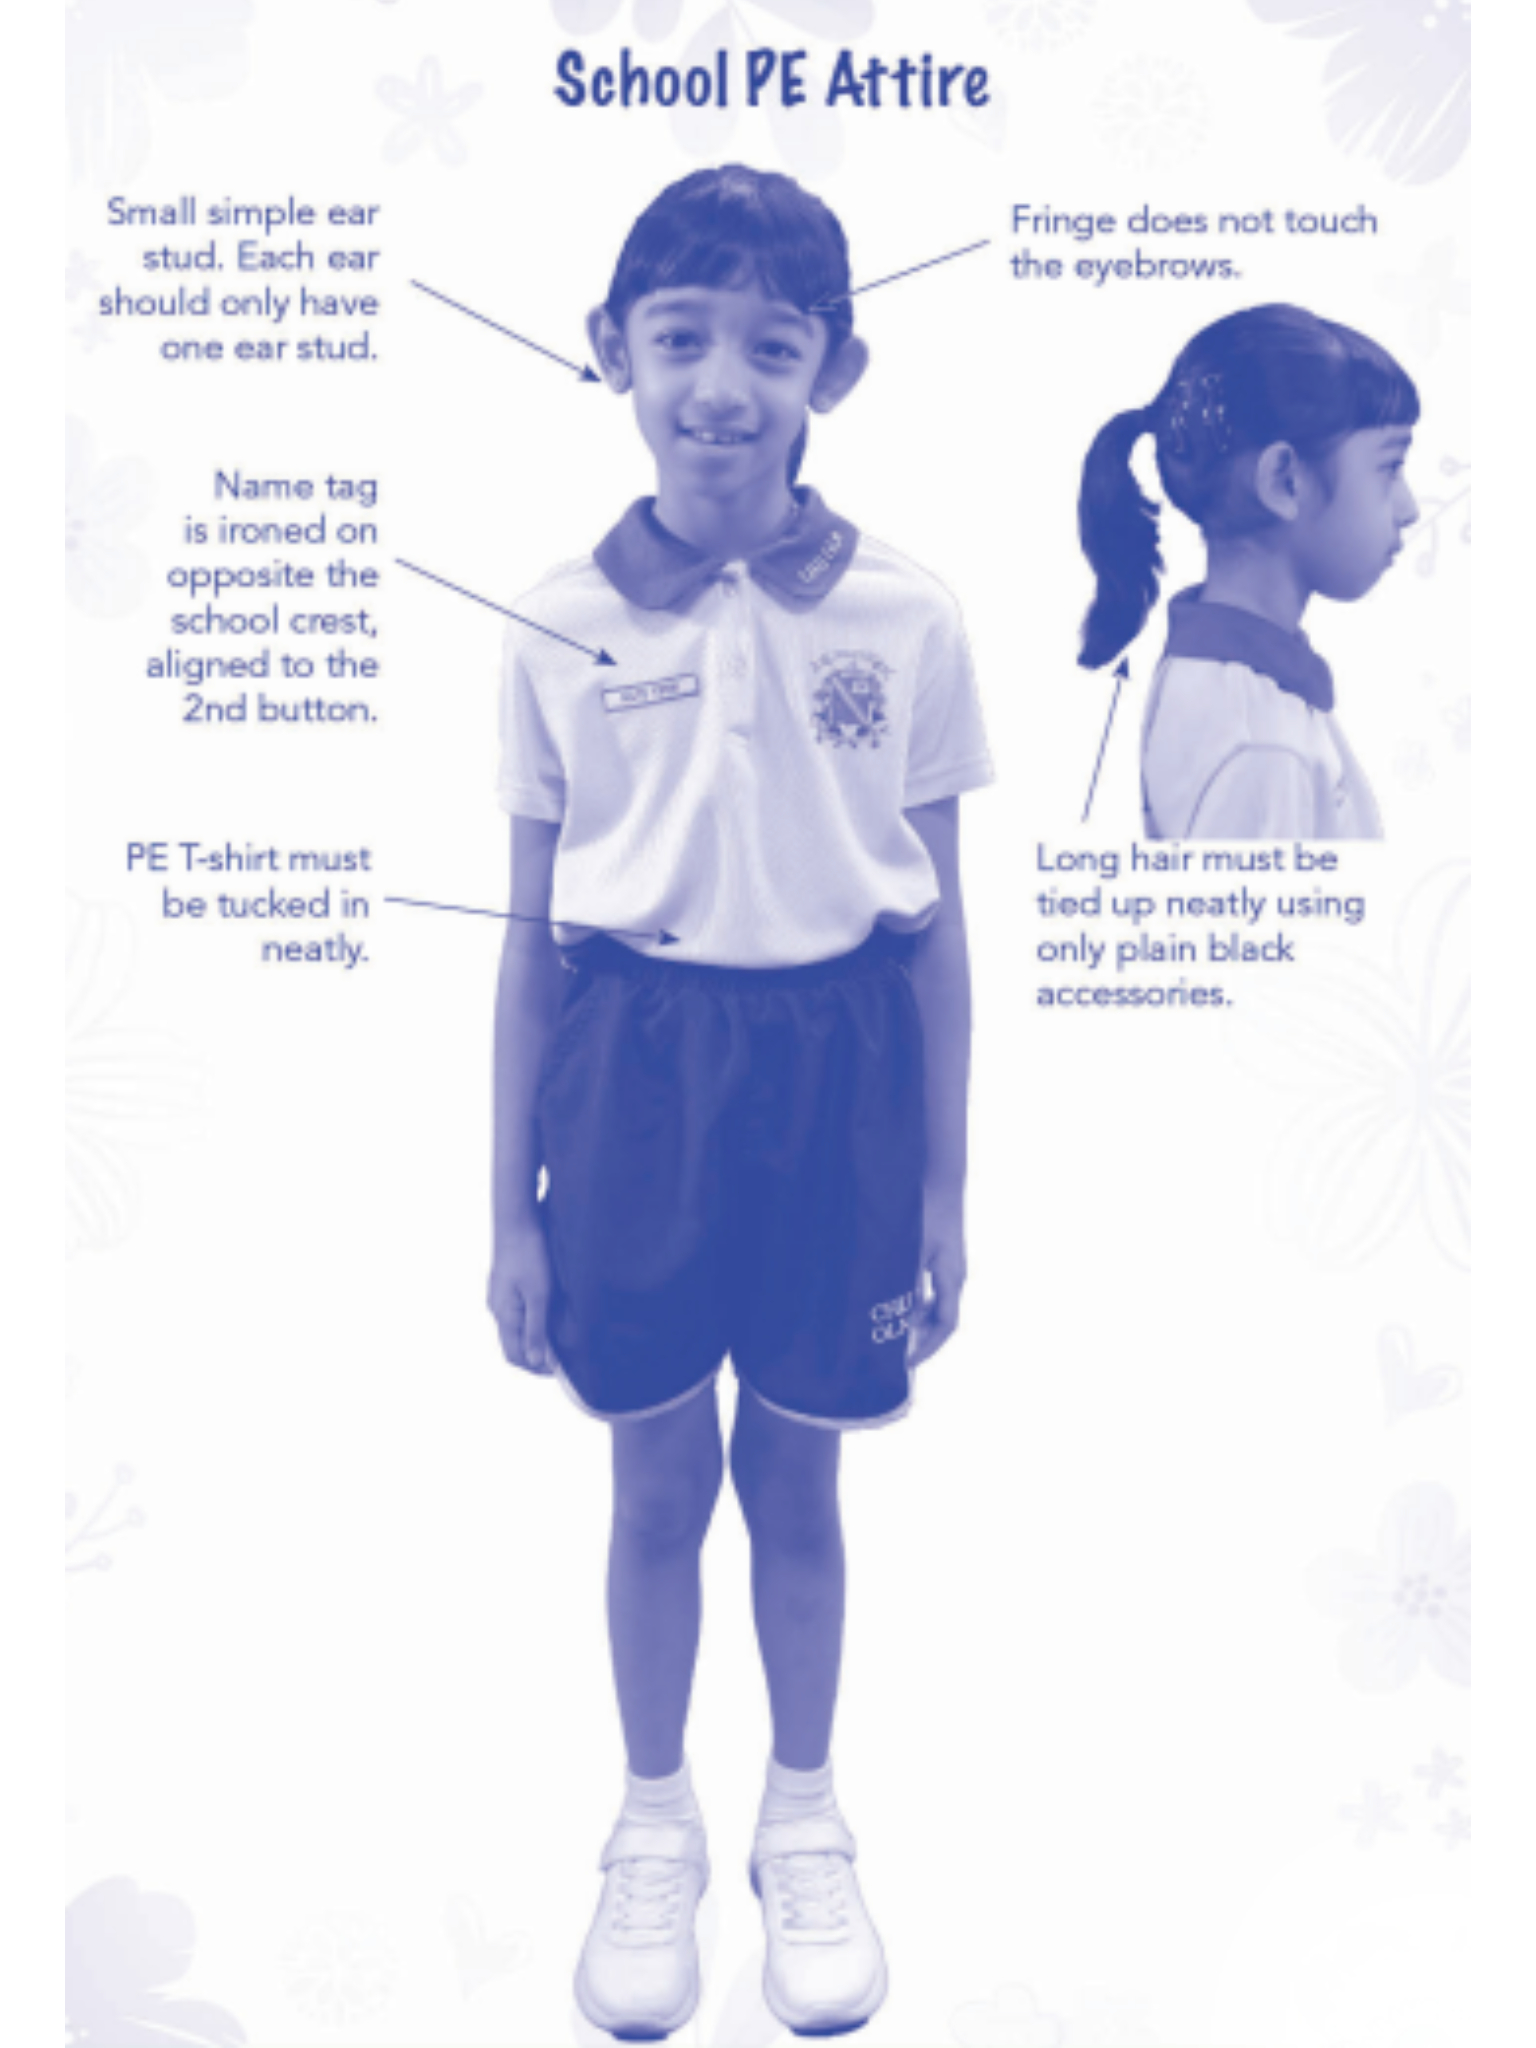 School PE Attire
Small simple ear
stud. Each ear
should only have
one ear stud.
Fringe does not touch
the eyebrows.
Name tag
is ironed on
opposite the
school crest,
aligned to the
2nd button.
PE T-shirt must
be tucked in
neatly.
Long hair must be
tied up neatly using
only plain black
accessories.